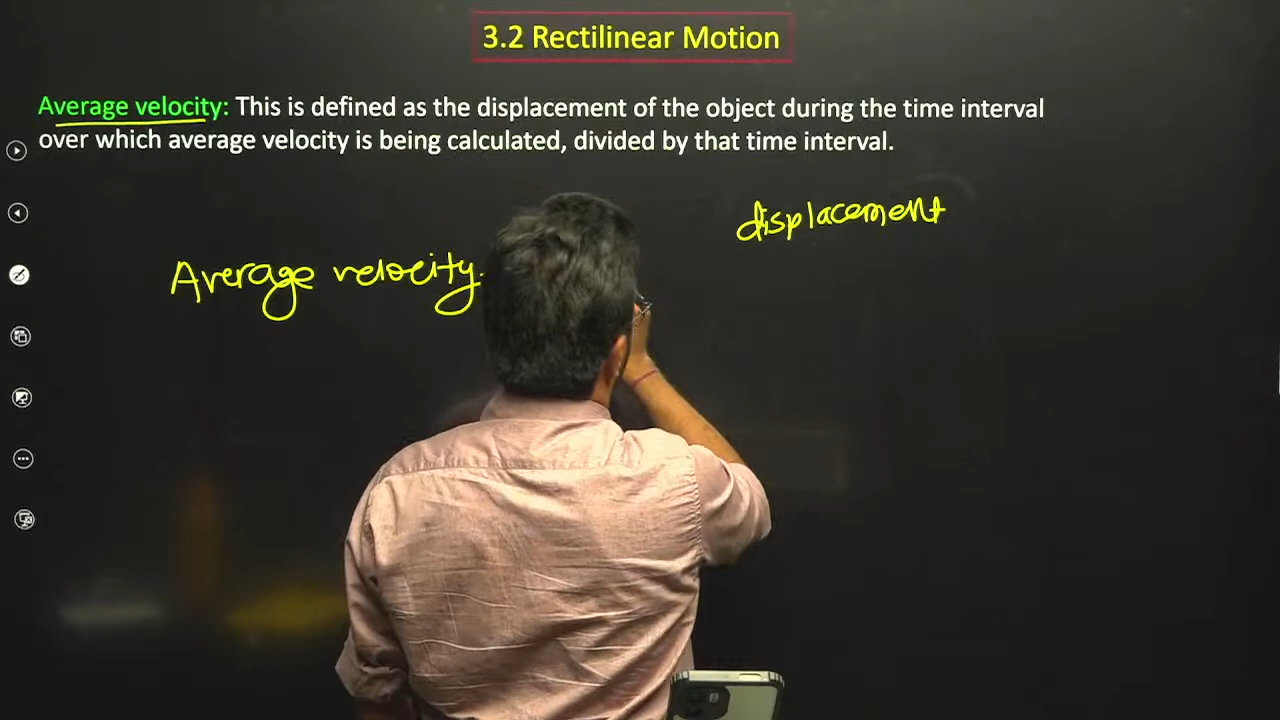 3.2 Rectilinear Motion
Average velocity: This is defined as the displacement of the object during the time interval
over which average velocity is being calculated, divided by that time interval.
displacement
Average velocity.